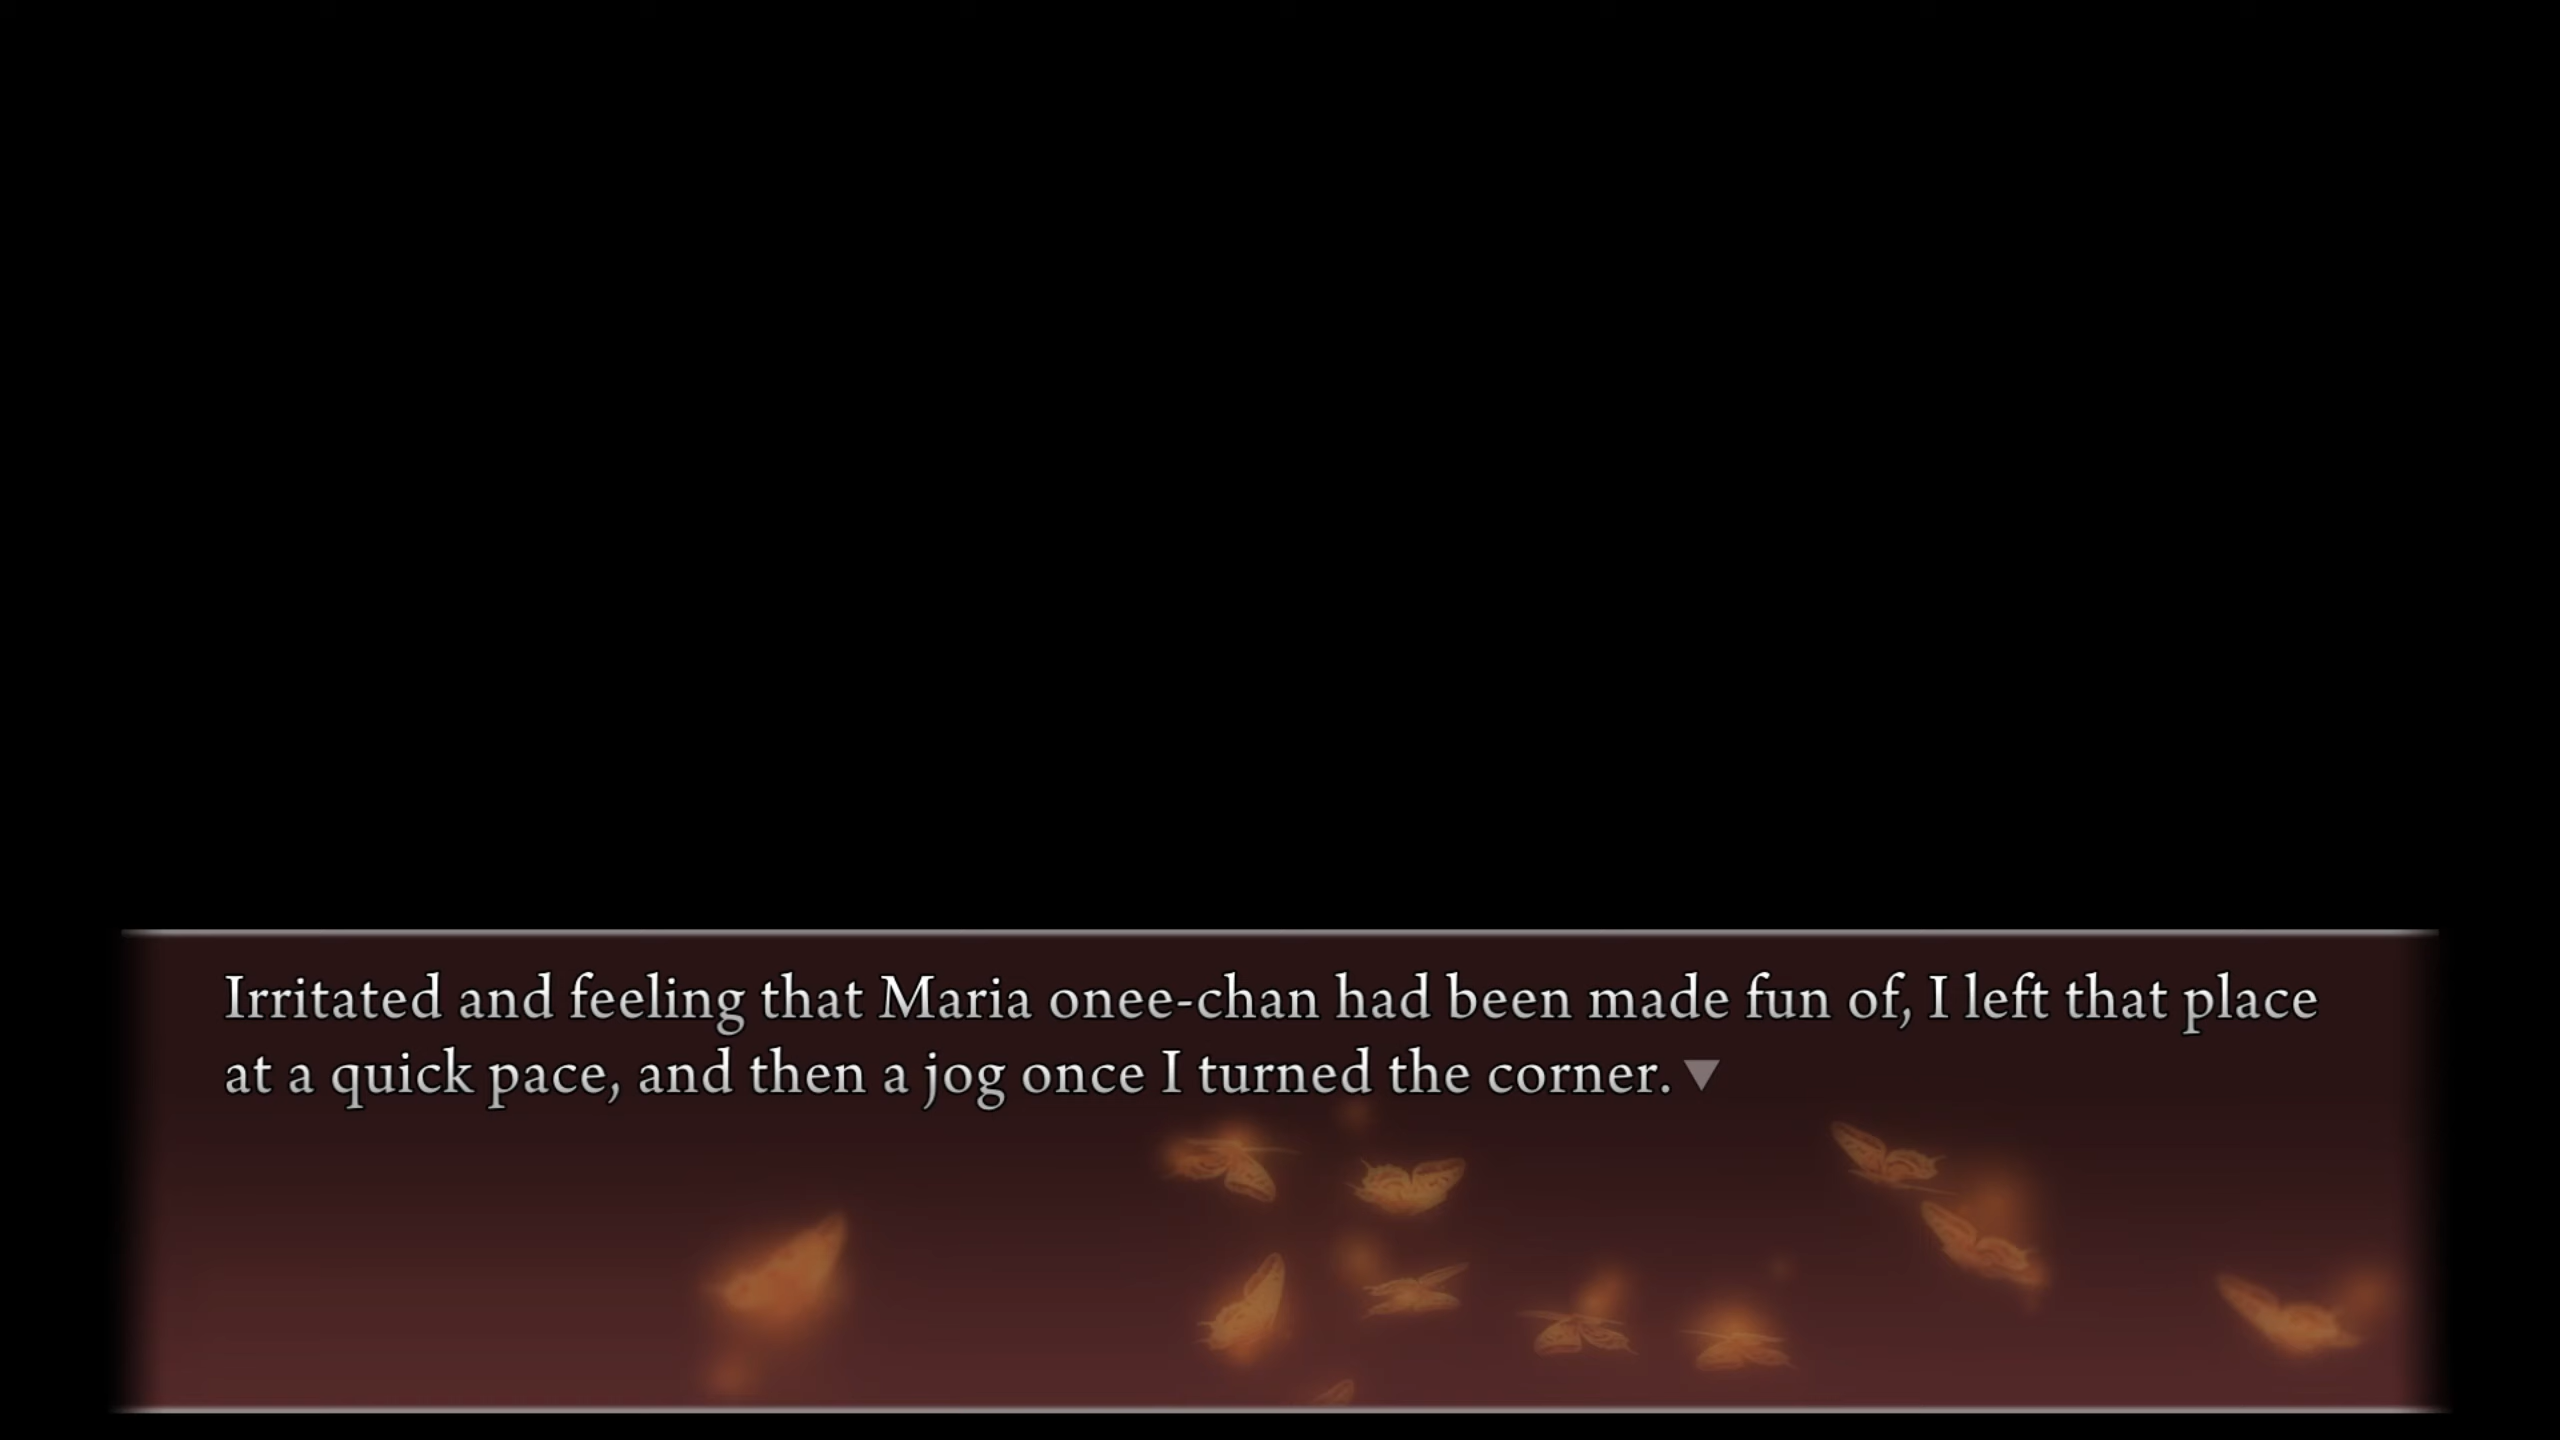 Irritated and feeling that Maria onee-chan had been made fun of, I left that place
at a quick pace, and then a jog once I turned the corner.